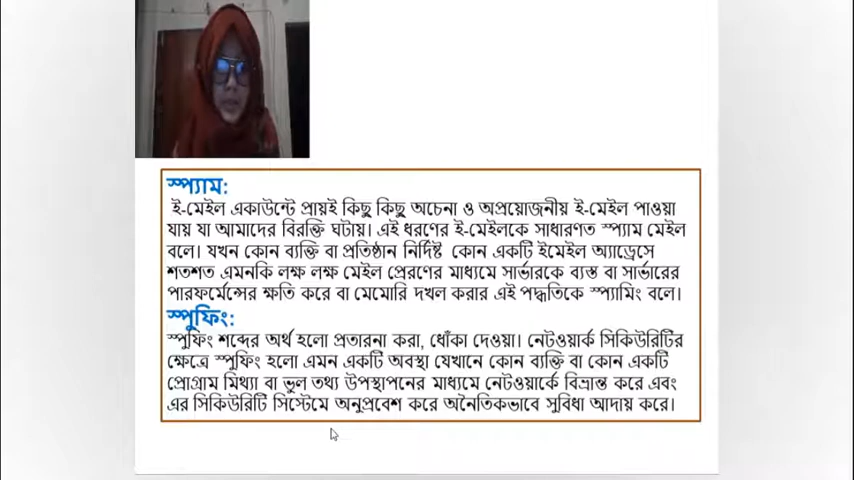 স্প্যাম:
ই-মেইল একাউন্টে প্রায়ই কিছু কিছু অচেনা ও অপ্রয়োজনীয় ই-মেইল পাওয়া
যায় যা আমাদের বিরক্তি ঘটায়। এই ধরণের ই-মেইলকে সাধারণত স্প্যাম মেইল
বলে। যখন কোন ব্যক্তি বা প্রতিষ্ঠান নির্দিষ্ট কোন একটি ইমেইল অ্যাড্রেসে
শতশত এমনকি লক্ষ লক্ষ মেইল প্রেরণের মাধ্যমে সার্ভারকে ব্যস্ত বা সার্ভারের
পারফর্মেন্সের ক্ষতি করে বা মেমোরি দখল করার এই পদ্ধতিকে স্প্যামিং বলে।
স্পুফিং:
স্পুফিং শব্দের অর্থ হলো প্রতারনা করা, ধোঁকা দেওয়া। নেটওয়ার্ক সিকিউরিটির
ক্ষেত্রে স্পুফিং হলো এমন একটি অবস্থা যেখানে কোন ব্যক্তি বা কোন একটি
প্রোগ্রাম মিথ্যা বা ভুল তথ্য উপস্থাপনের মাধ্যমে নেটওয়ার্কে বিভ্রান্ত করে এবং
এর সিকিউরিটি সিস্টেমে অনুপ্রবেশ করে অনৈতিকভাবে সুবিধা আদায় করে।